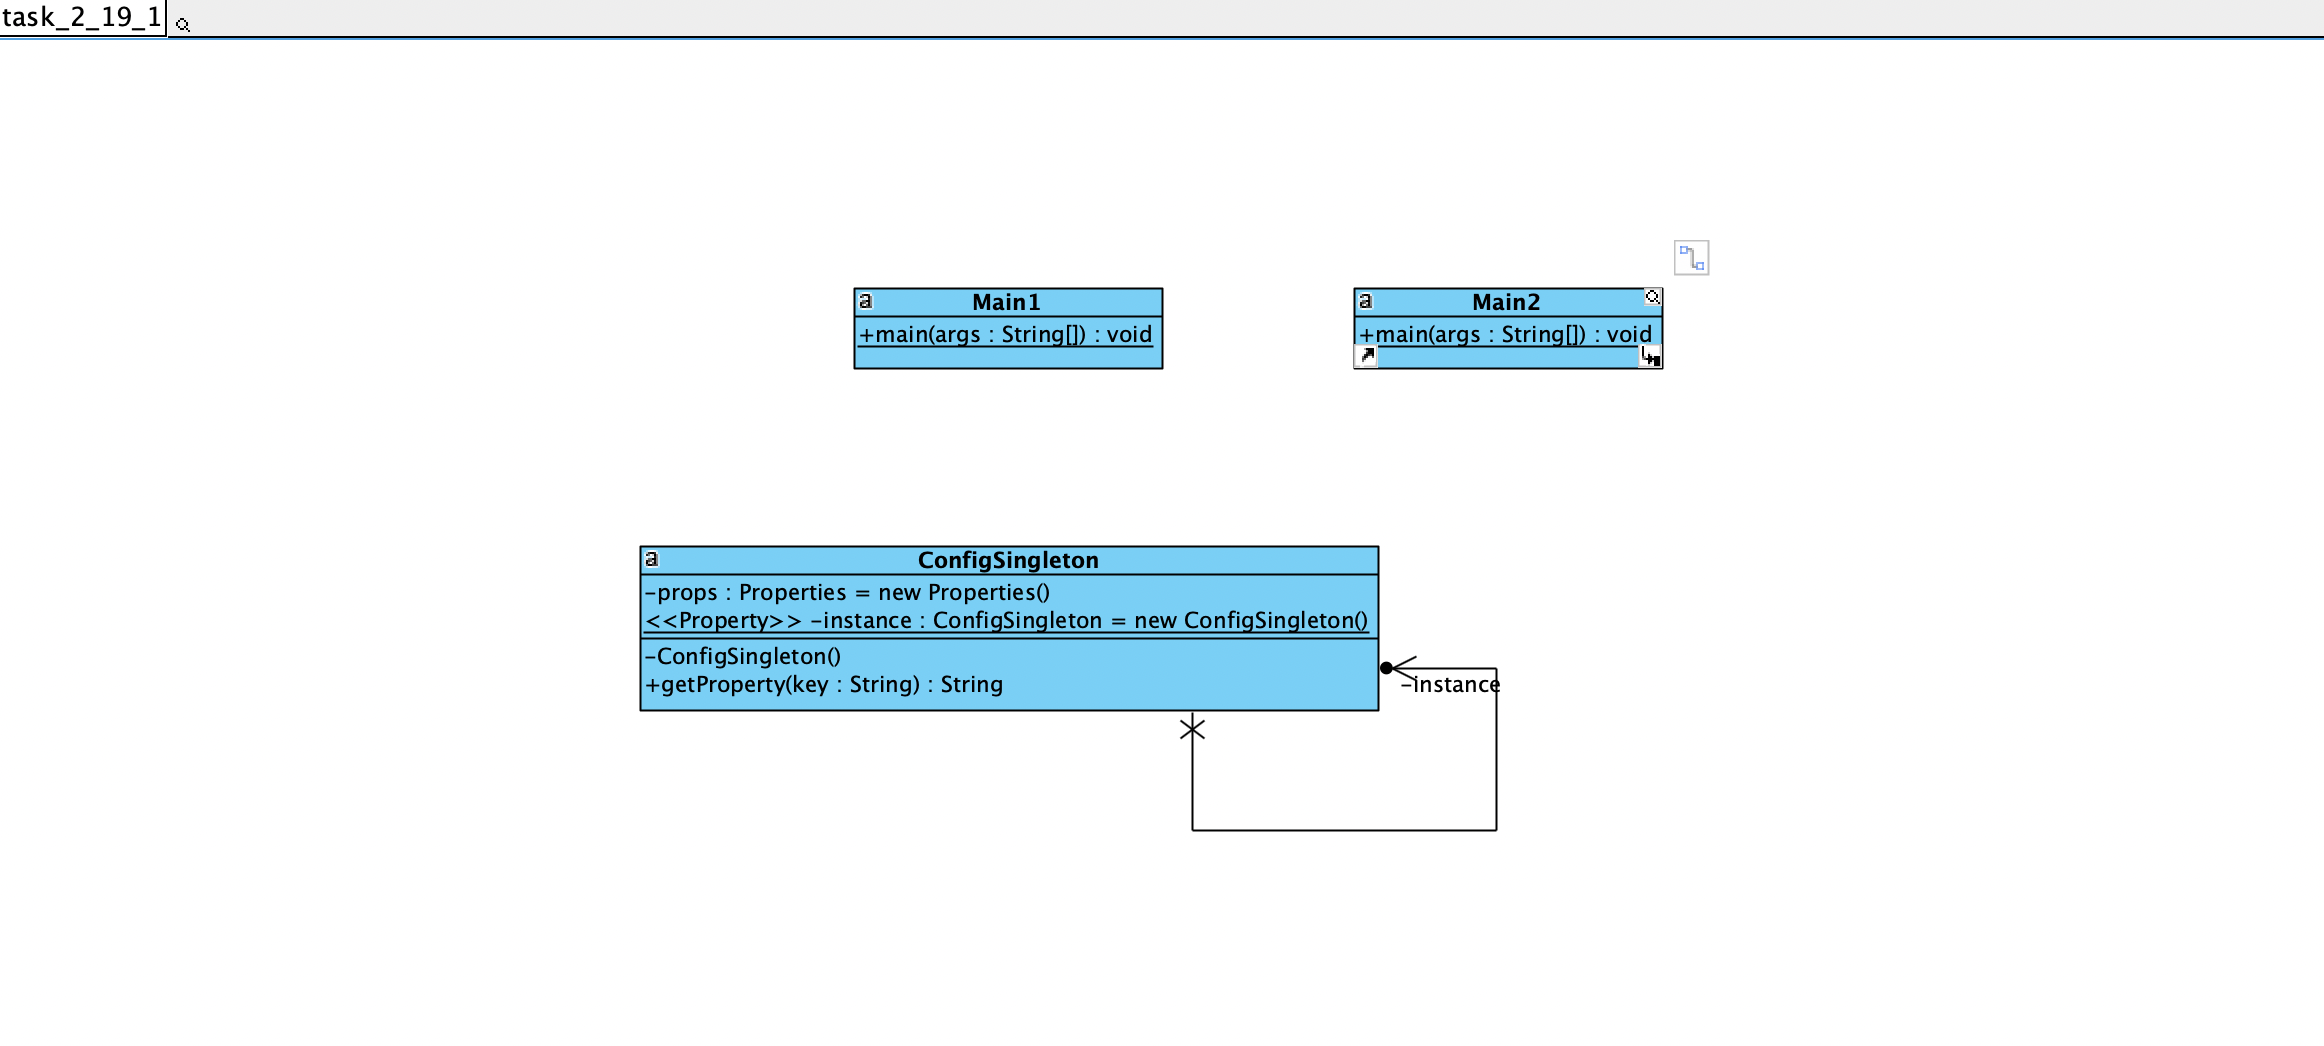 task_2_19_1
a Main1
+main(args : String[]) : void
a Main2
+main(args : String[]) : void
a ConfigSingleton
-props : Properties = new Properties()
<<Property>> -instance : ConfigSingleton = new ConfigSingleton()
-ConfigSingleton()
+getProperty(key : String) : String
-instance